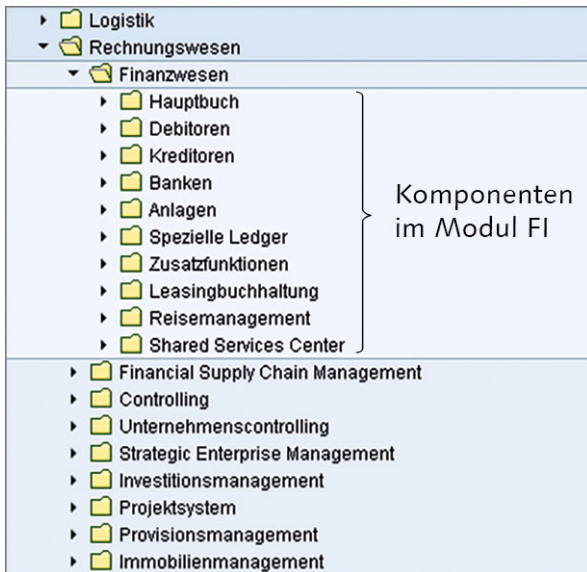 Logistik
Rechnungswesen
Finanzwesen
Hauptbuch
Debitoren
Kreditoren
Banken
Anlagen
Spezielle Ledger
Zusatzfunktionen
Leasingbuchhaltung
Reisemanagement
Shared Services Center
Komponenten
im Modul FI
Financial Supply Chain Management
Controlling
Unternehmenscontrolling
Strategic Enterprise Management
Investitionsmanagement
Projektsystem
Provisionsmanagement
Immobilienmanagement